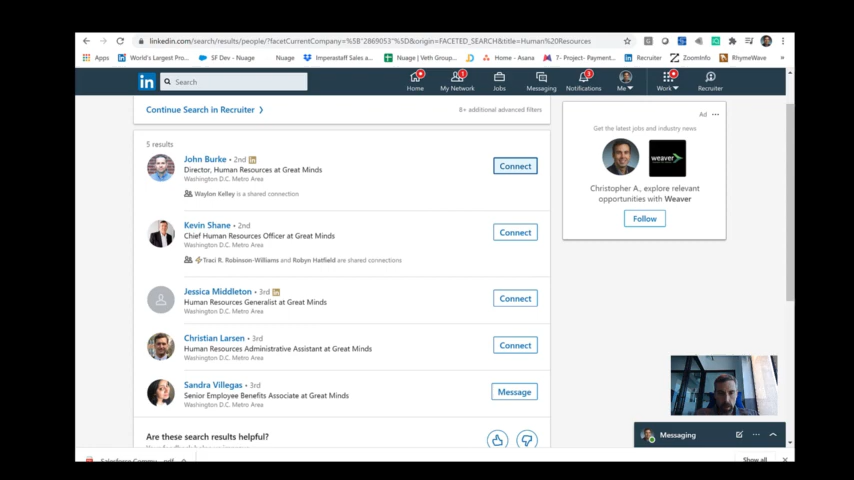 linkedin.com/search/results/people/?facetCurrentCompany=%5B"2869053"%5D&origin=FACETED_SEARCH&title=Human%20Resources
Apps World's Largest Pro... SF Dev - Nuage Nuage Imperastaff Sales a... Nuage | Veth Group... Home - Asana 7- Project- Payment... Recruiter ZoomInfo RhymeWave
in Search Home My Network Jobs Messaging Notifications Me Work Recruiter
Continue Search in Recruiter 8+ additional advanced filters
5 results
John Burke • 2nd in
Director, Human Resources at Great Minds
Washington D.C. Metro Area
Waylon Kelley is a shared connection
Connect
Kevin Shane • 2nd
Chief Human Resources Officer at Great Minds
Washington D.C. Metro Area
Traci R. Robinson-Williams and Robyn Hatfield are shared connections
Connect
Jessica Middleton • 3rd in
Human Resources Generalist at Great Minds
Washington D.C. Metro Area
Connect
Christian Larsen • 3rd
Human Resources Administrative Assistant at Great Minds
Washington D.C. Metro Area
Connect
Sandra Villegas • 3rd
Senior Employee Benefits Associate at Great Minds
Washington D.C. Metro Area
Message
Are these search results helpful?
Ad
Get the latest jobs and industry news
weaver
Christopher A., explore relevant
opportunities with Weaver
Follow
Messaging
Show all